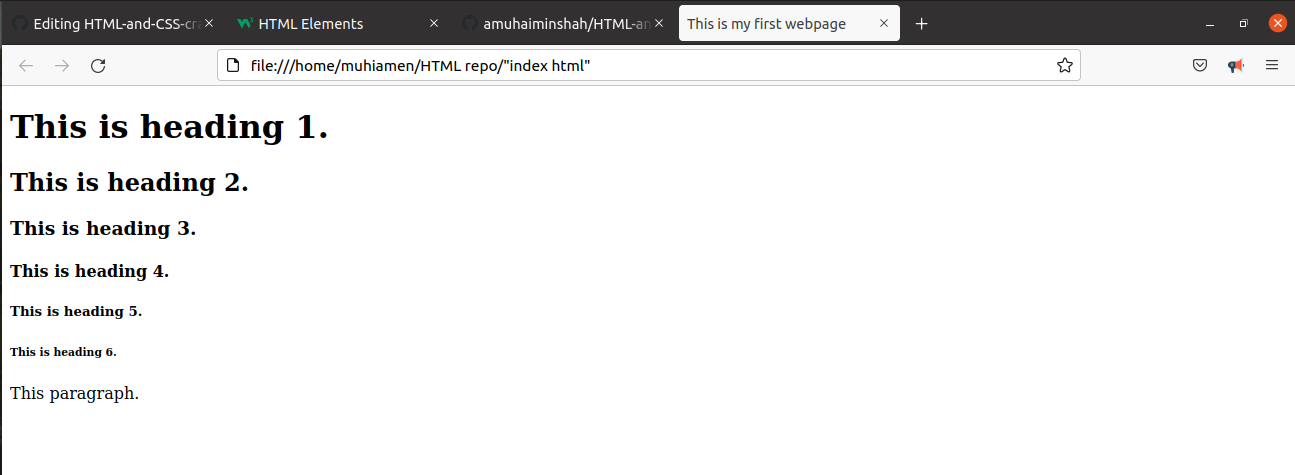 Editing HTML-and-CSS-cra
HTML Elements
amuhaiminshah/HTML-an
This is my first webpage
file:///home/muhiamen/HTML repo/"index html"
This is heading 1.
This is heading 2.
This is heading 3.
This is heading 4.
This is heading 5.
This is heading 6.
This paragraph.